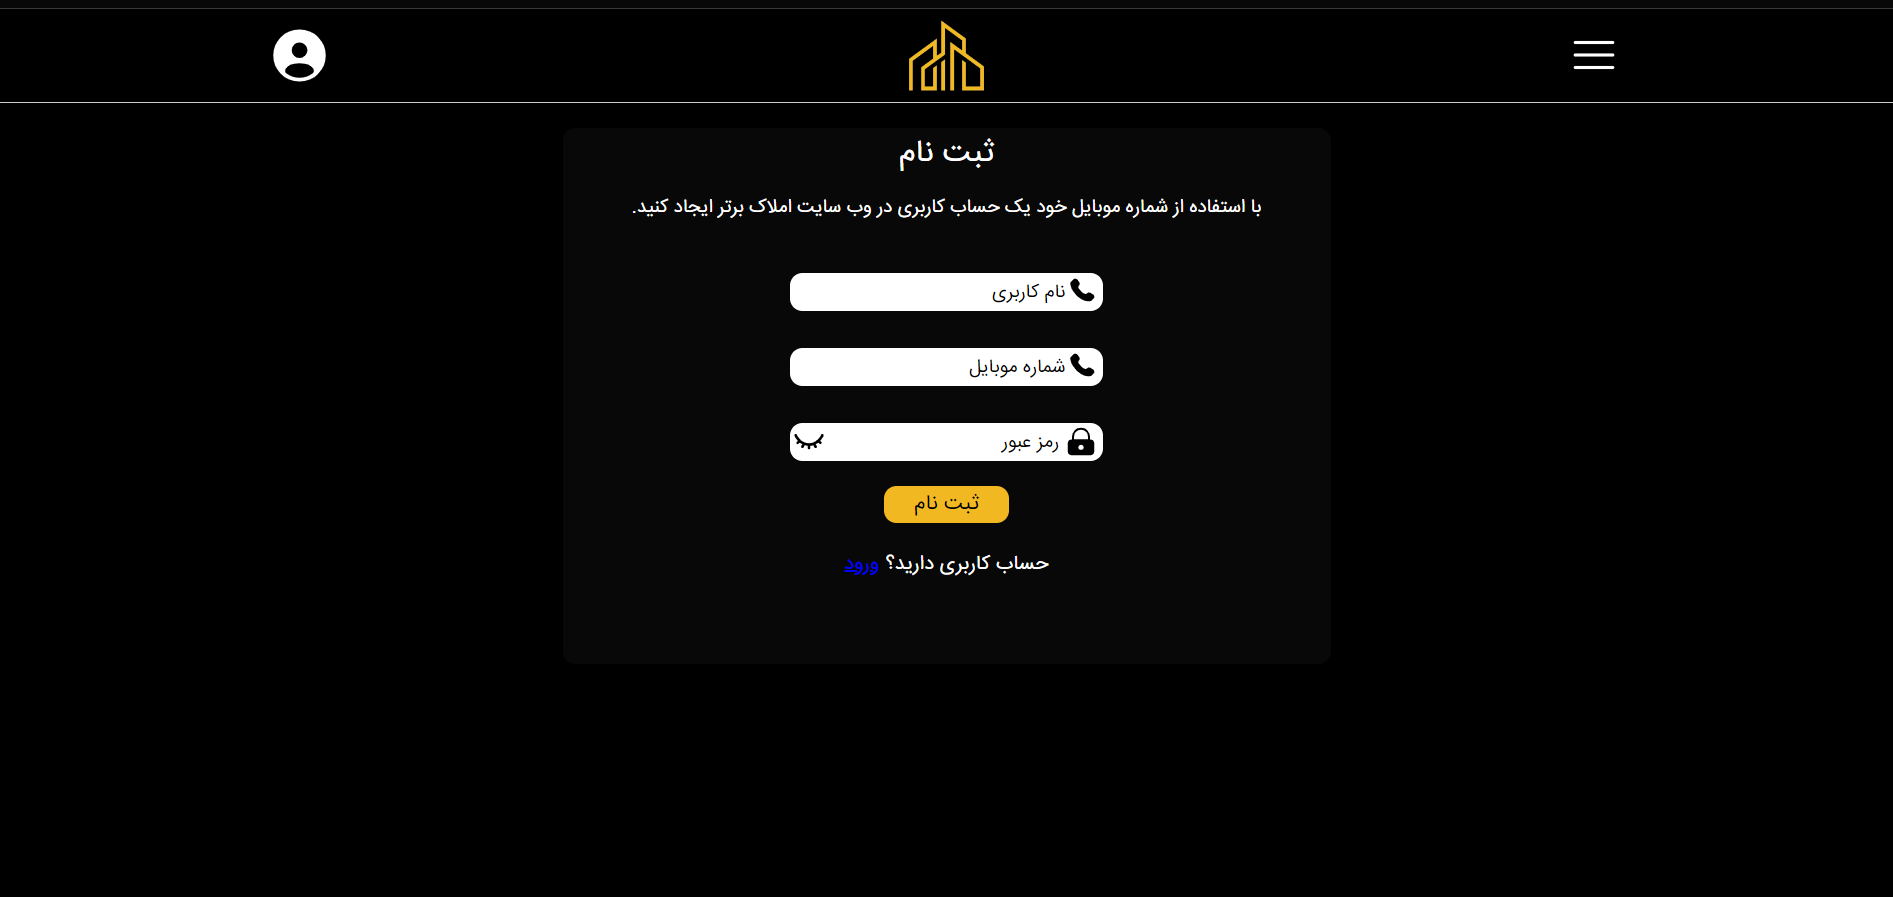 ثبت نام
با استفاده از شماره موبایل خود یک حساب کاربری در وب سایت املاک برتر ایجاد کنید.
نام کاربری
شماره موبایل
رمز عبور
ثبت نام
حساب کاربری دارید؟ ورود